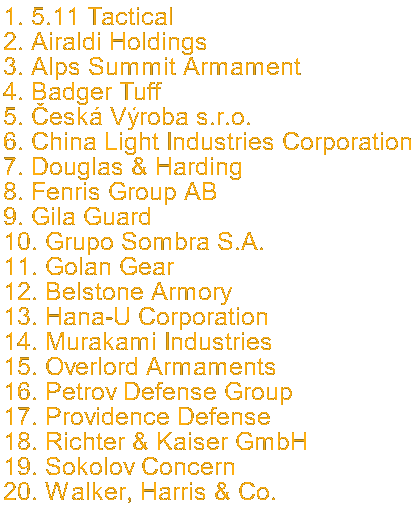 1. 5.11 Tactical
2. Airaldi Holdings
3. Alps Summit Armament
4. Badger Tuff
5. Česká Výroba s.r.o.
6. China Light Industries Corporation
7. Douglas & Harding
8. Fenris Group AB
9. Gila Guard
10. Grupo Sombra S.A.
11. Golan Gear
12. Belstone Armory
13. Hana-U Corporation
14. Murakami Industries
15. Overlord Armaments
16. Petrov Defense Group
17. Providence Defense
18. Richter & Kaiser GmbH
19. Sokolov Concern
20. Walker, Harris & Co.